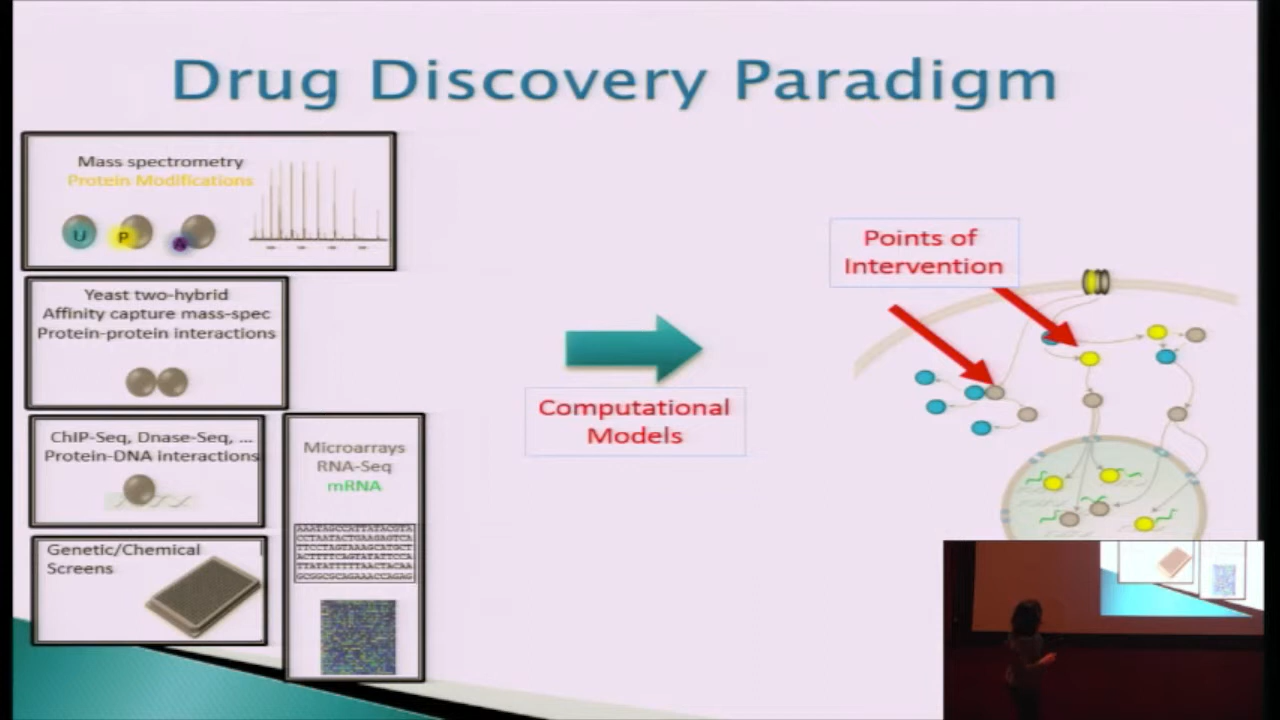 Drug Discovery Paradigm
Mass spectrometry
Protein Modifications
U
P
A
Yeast two-hybrid
Affinity capture mass-spec
Protein-protein interactions
ChIP-Seq, Dnase-Seq, ...
Protein-DNA interactions
Genetic/Chemical
Screens
Microarrays
RNA-Seq
mRNA
Computational
Models
Points of
Intervention